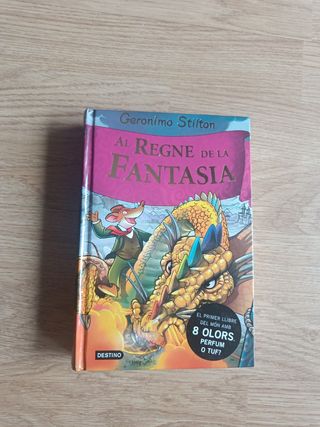 Geronimo Stilton
AL REGNE DE LA
FANTASIA
EL PRIMER LLIBRE
DEL MÓN AMB
8 OLORS.
PERFUM
O TUF?
DESTINO